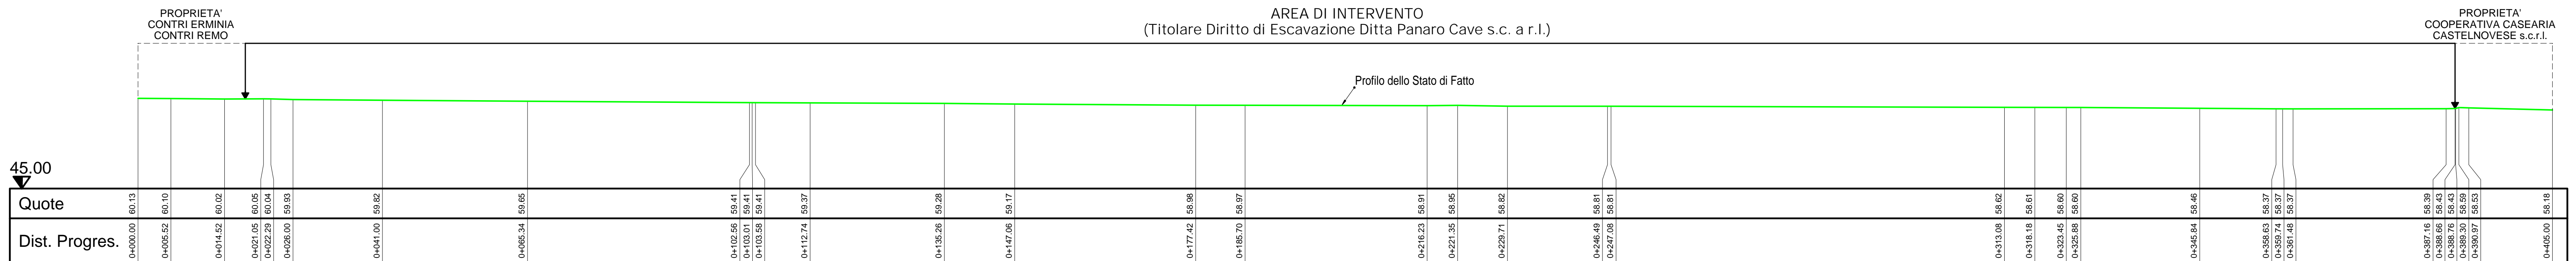 PROPRIETA'
CONTRI ERMINIA
CONTRI REMO
AREA DI INTERVENTO
(Titolare Diritto di Escavazione Ditta Panaro Cave s.c. a r.l.)
PROPRIETA'
COOPERATIVA CASEARIA
CASTELNOVESE s.c.r.l.
Profilo dello Stato di Fatto
45.00
Quote 60.13 60.10 60.02 60.05 60.04 59.93 59.82 59.65 59.41 59.41 59.41 59.37 59.28 59.17 58.98 58.97 58.91 58.95 58.82 58.81 58.81 58.62 58.61 58.60 58.60 58.46 58.37 58.37 58.37 58.39 58.43 58.43 58.59 58.53 58.18
Dist. Progres. 0+000.00 0+005.52 0+014.52 0+021.05 0+022.29 0+026.00 0+041.00 0+065.34 0+102.56 0+103.01 0+103.58 0+112.74 0+135.26 0+147.06 0+177.42 0+185.70 0+216.23 0+221.35 0+229.71 0+246.49 0+247.08 0+313.08 0+318.18 0+323.45 0+325.88 0+345.84 0+358.63 0+359.74 0+361.48 0+387.16 0+388.66 0+388.76 0+389.30 0+390.97 0+405.00